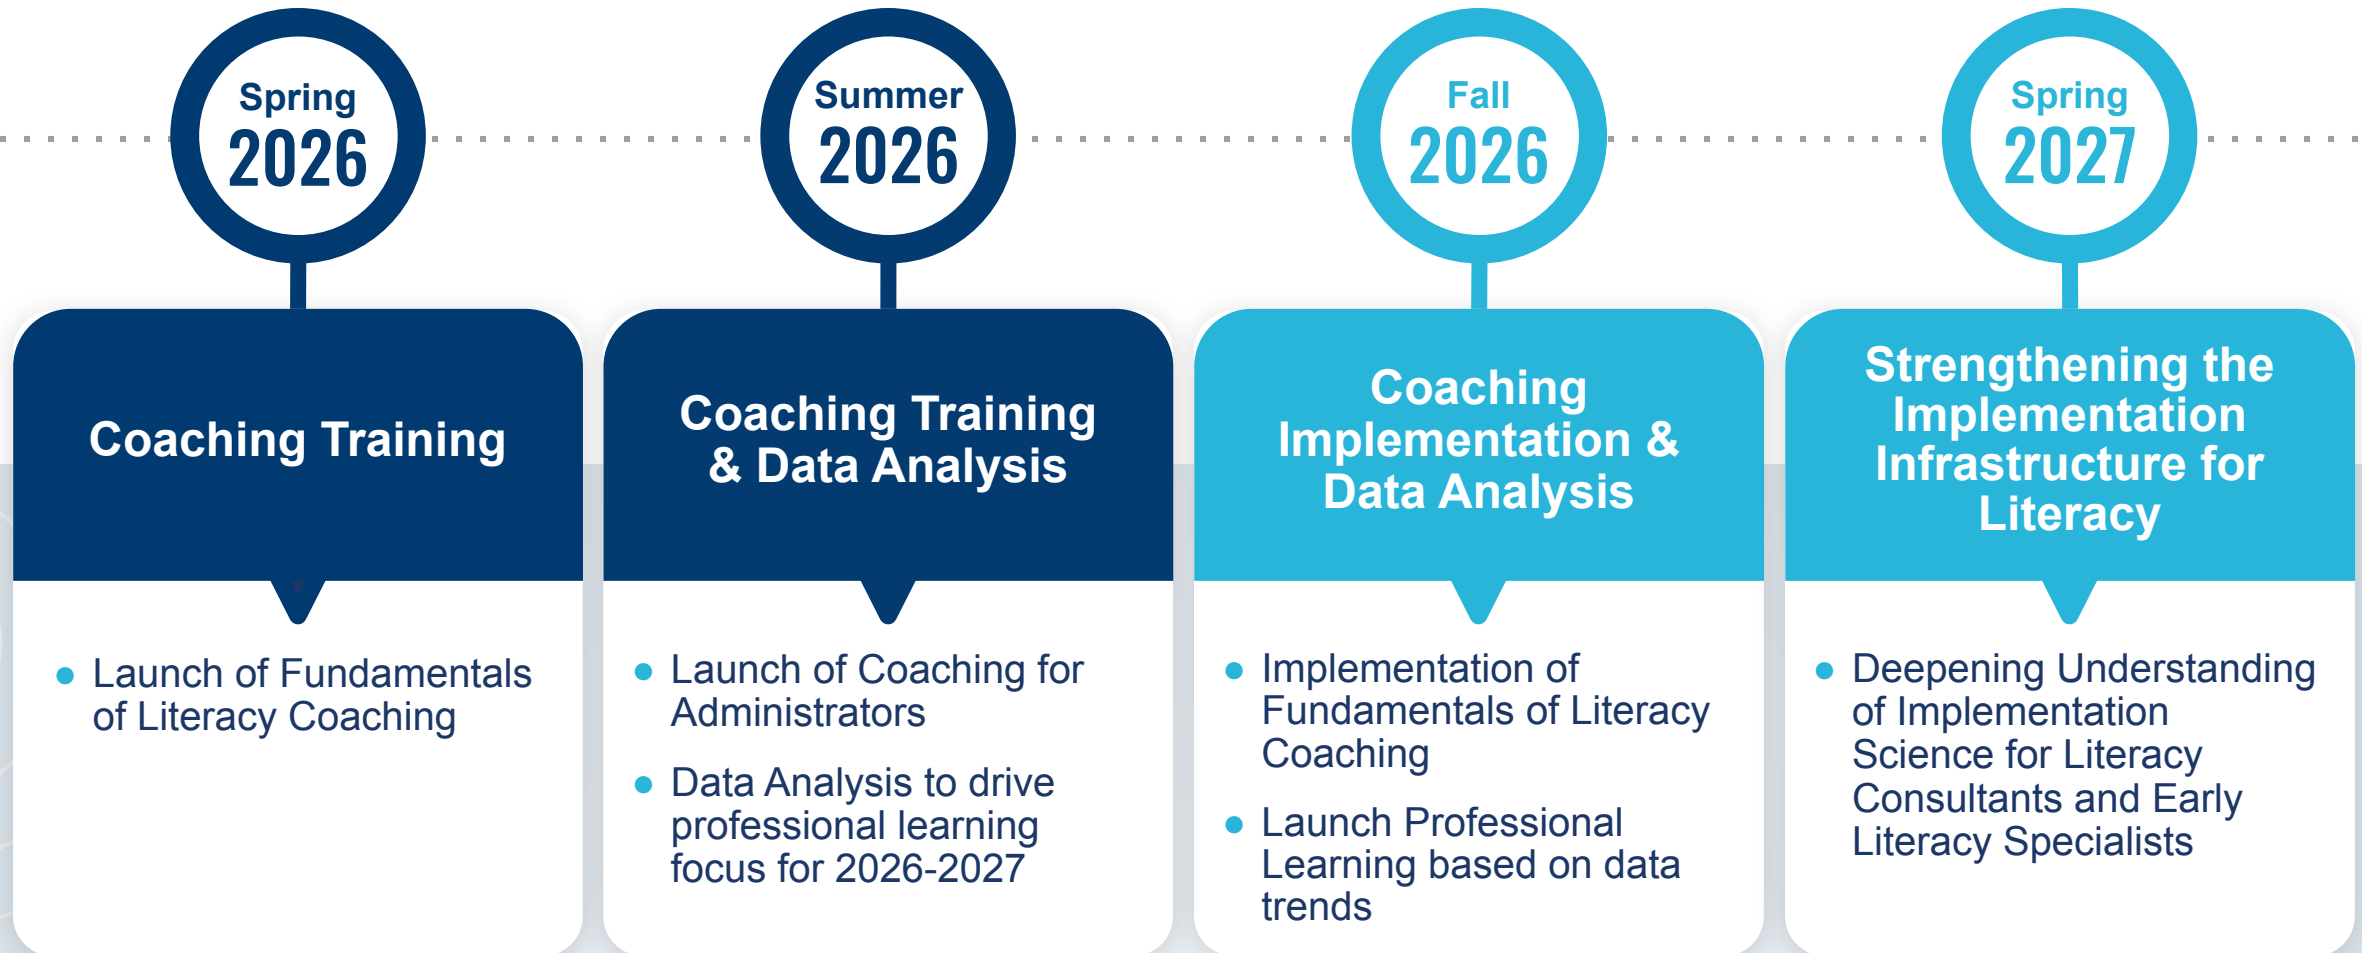 Spring
2026
Summer
2026
Fall
2026
Spring
2027
Coaching Training
Coaching Training
& Data Analysis
Coaching
Implementation &
Data Analysis
Strengthening the
Implementation
Infrastructure for
Literacy
• Launch of Fundamentals
of Literacy Coaching
• Launch of Coaching for
Administrators
• Data Analysis to drive
professional learning
focus for 2026-2027
• Implementation of
Fundamentals of Literacy
Coaching
• Launch Professional
Learning based on data
trends
• Deepening Understanding
of Implementation
Science for Literacy
Consultants and Early
Literacy Specialists